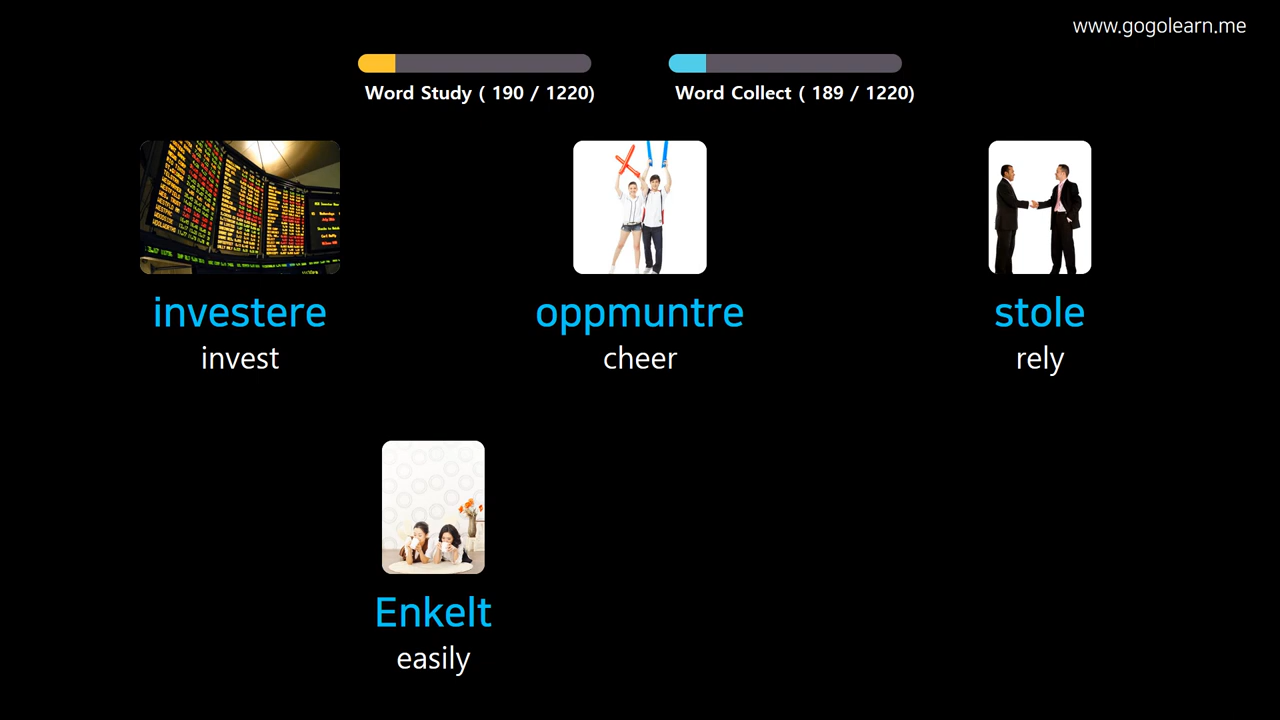 www.gogolearn.me
Word Study ( 190 / 1220)
Word Collect ( 189 / 1220)
investere
invest
oppmuntre
cheer
stole
rely
Enkelt
easily